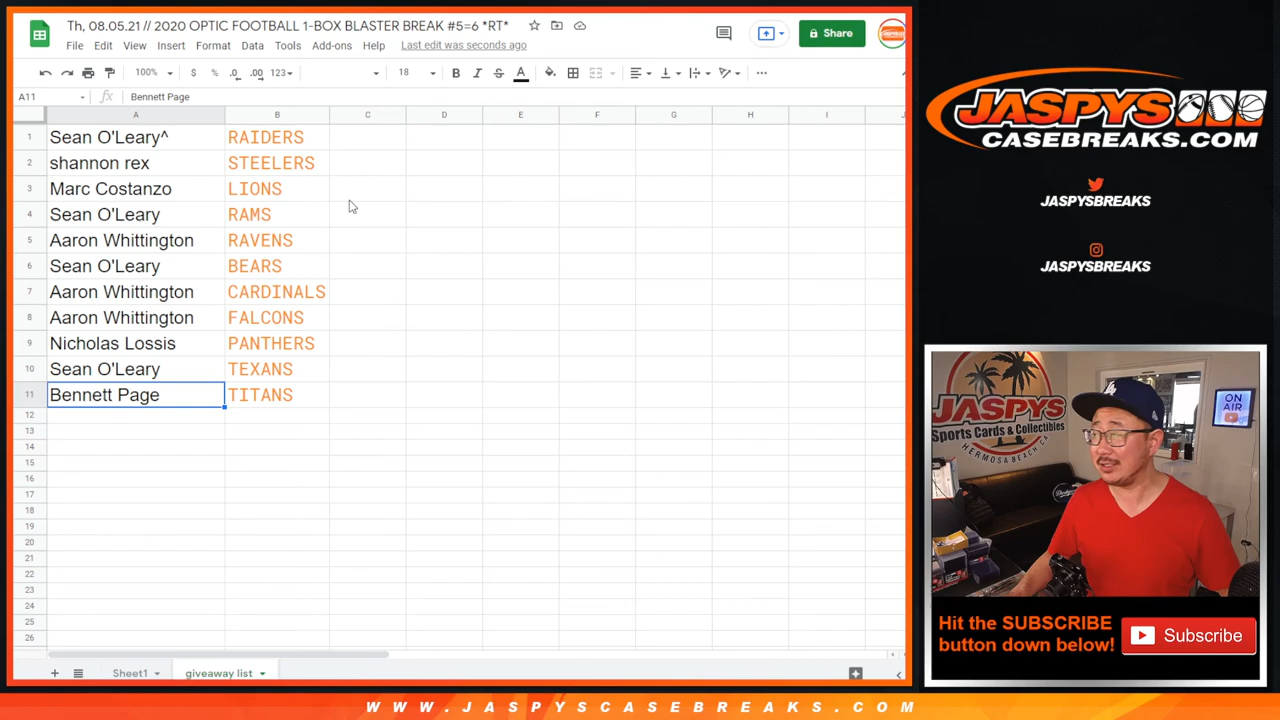 Th, 08.05.21 // 2020 OPTIC FOOTBALL 1-BOX BLASTER BREAK #5=6 *RT*
File Edit View Insert Format Data Tools Add-ons Help Last edit was seconds ago
Share
100% $ % .0 .00 123 18 B I S A
A11 fx Bennett Page
A B C D E F G H I
1 Sean O'Leary^ RAIDERS
2 shannon rex STEELERS
3 Marc Costanzo LIONS
4 Sean O'Leary RAMS
5 Aaron Whittington RAVENS
6 Sean O'Leary BEARS
7 Aaron Whittington CARDINALS
8 Aaron Whittington FALCONS
9 Nicholas Lossis PANTHERS
10 Sean O'Leary TEXANS
11 Bennett Page TITANS
12
13
14
15
16
17
18
19
20
21
22
23
24
25
26
Sheet1 giveaway list
JASPYS
CASEBREAKS.COM
JASPYSBREAKS
JASPYSBREAKS
JASPYS
Sports Cards & Collectibles
HERMOSA BEACH CA
LA
ON
AIR
Dodgers
Hit the SUBSCRIBE
button down below!
Subscribe
WWW.JASPYSCASEBREAKS.COM